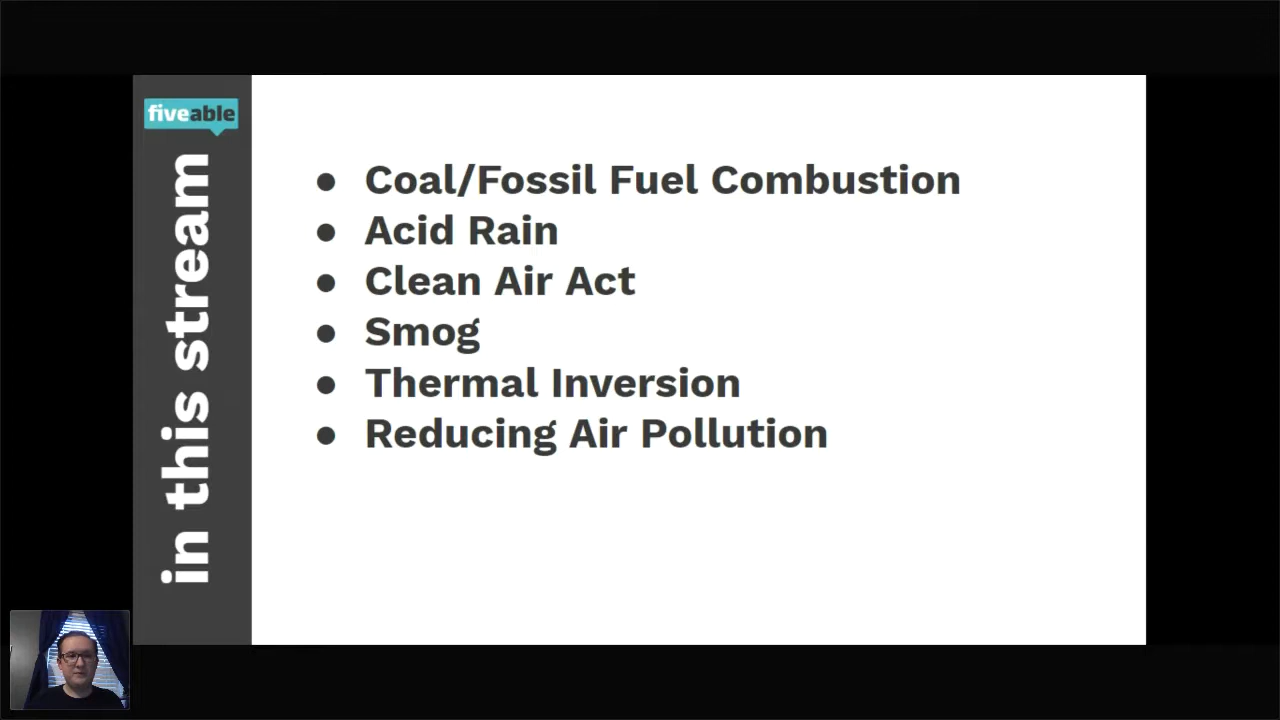 fiveable
in this stream
● Coal/Fossil Fuel Combustion
● Acid Rain
● Clean Air Act
● Smog
● Thermal Inversion
● Reducing Air Pollution